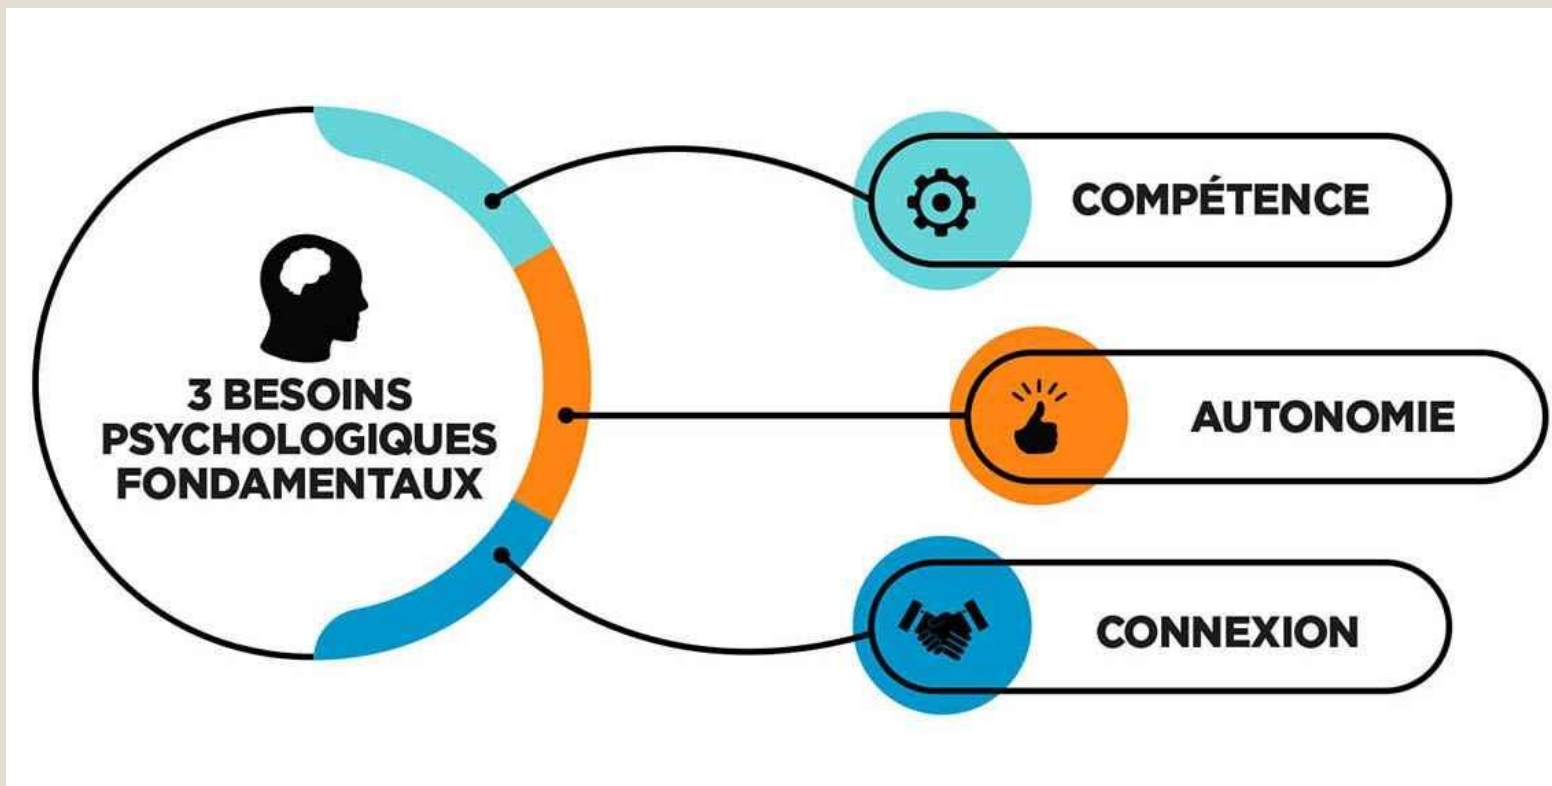 3 BESOINS
PSYCHOLOGIQUES
FONDAMENTAUX
COMPÉTENCE
AUTONOMIE
CONNEXION